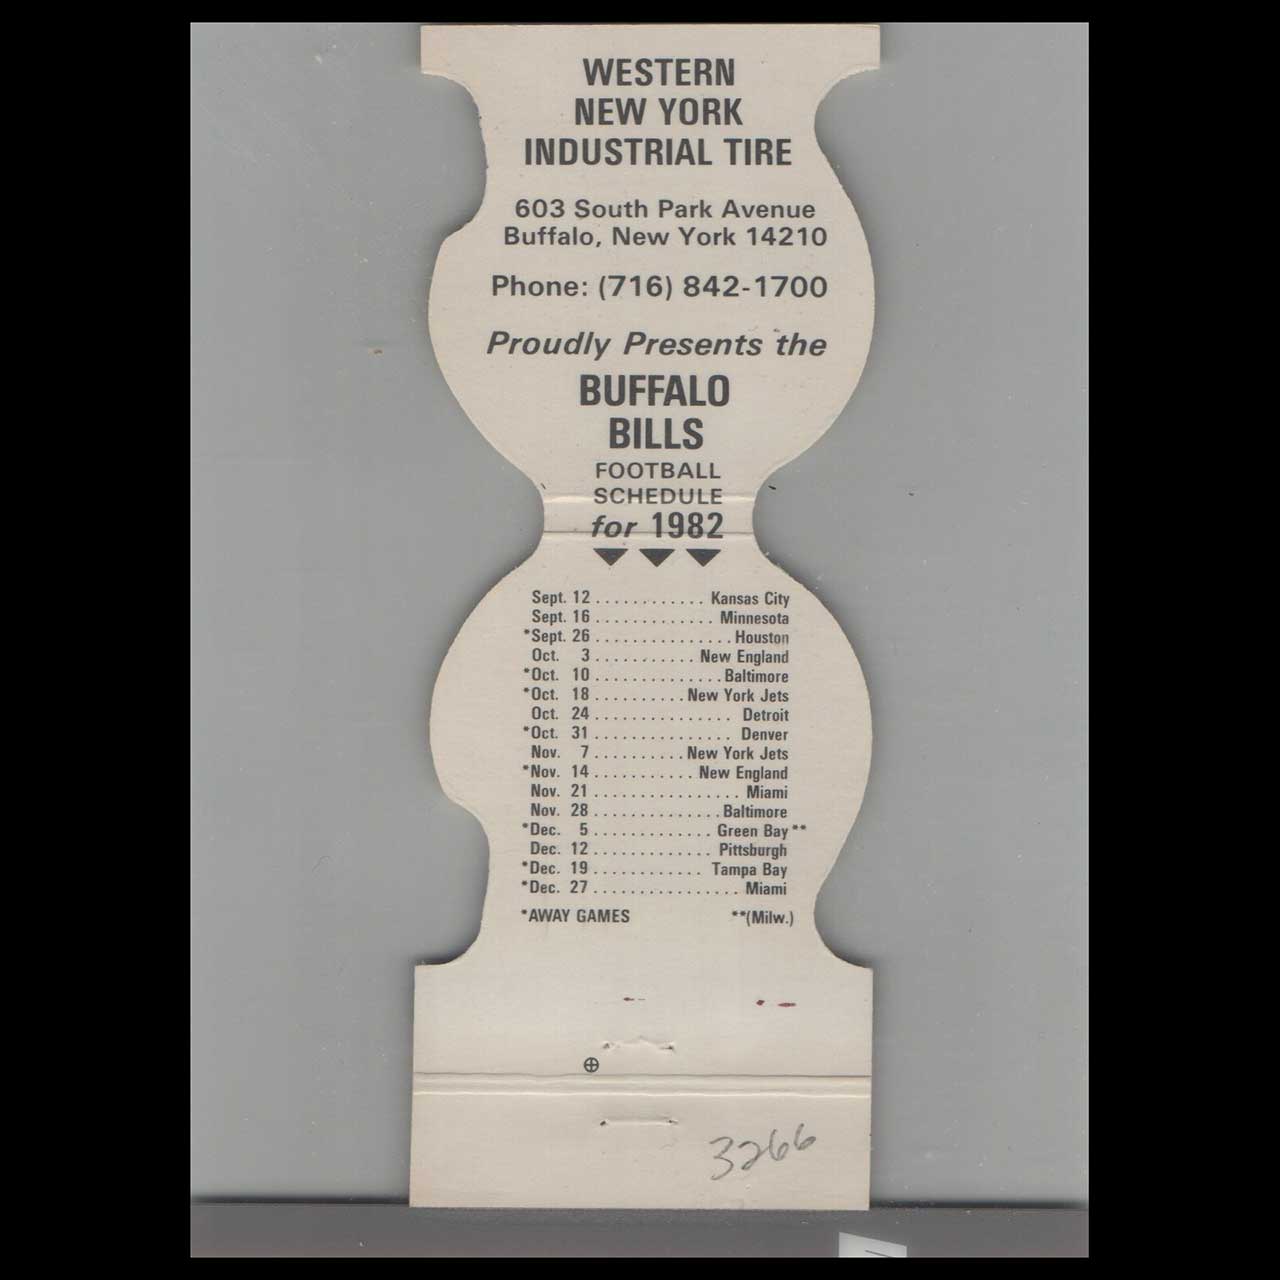 WESTERN
NEW YORK
INDUSTRIAL TIRE
603 South Park Avenue
Buffalo, New York 14210
Phone: (716) 842-1700
Proudly Presents the
BUFFALO
BILLS
FOOTBALL
SCHEDULE
for 1982
Sept. 12 ............ Kansas City
Sept. 16 ............. Minnesota
*Sept. 26 ............... Houston
Oct. 3 ........... New England
*Oct. 10 .............. Baltimore
*Oct. 18 .......... New York Jets
Oct. 24 ............... Detroit
*Oct. 31 ............... Denver
Nov. 7 .......... New York Jets
*Nov. 14 ........... New England
Nov. 21 ................ Miami
Nov. 28 .............. Baltimore
*Dec. 5 ............. Green Bay**
Dec. 12 ............. Pittsburgh
*Dec. 19 ............ Tampa Bay
*Dec. 27 ................ Miami
*AWAY GAMES **(Milw.)
3266